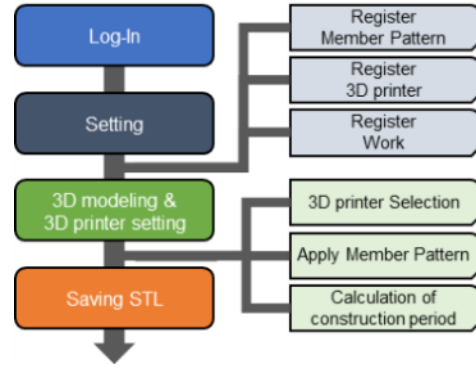 Log-In
Setting
3D modeling &
3D printer setting
Saving STL
Register
Member Pattern
Register
3D printer
Register
Work
3D printer Selection
Apply Member Pattern
Calculation of
construction period